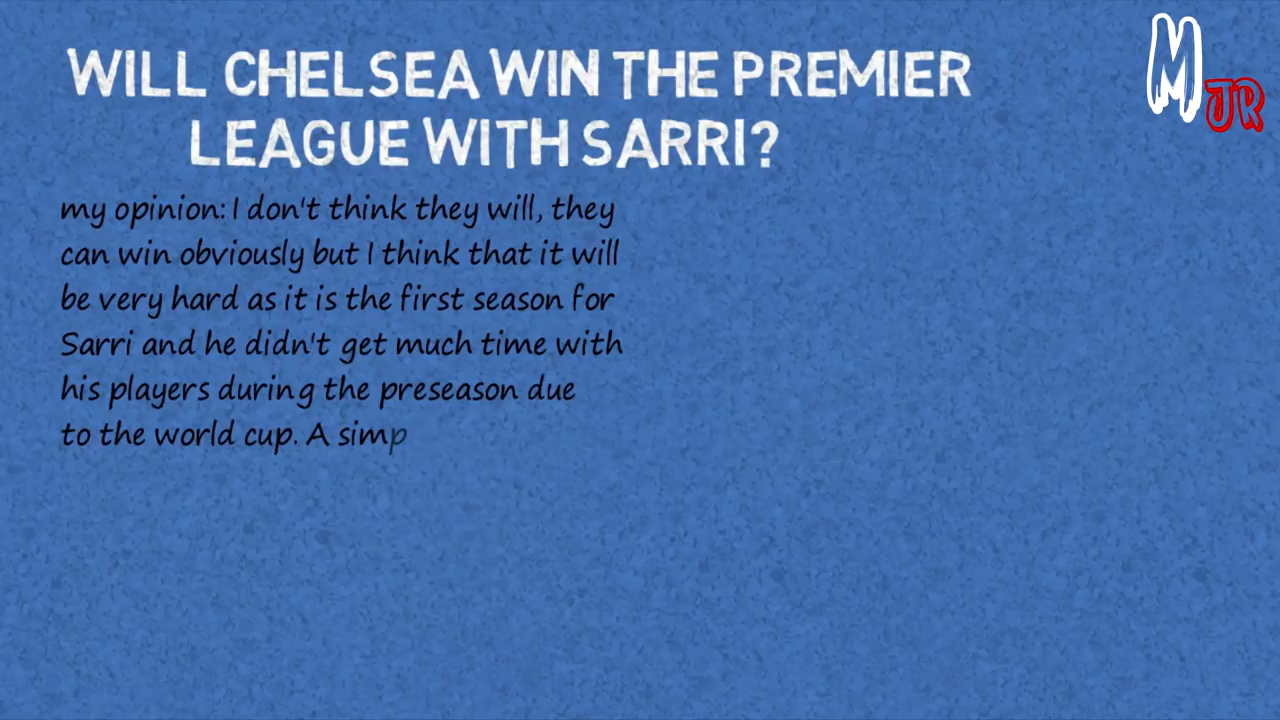 WILL CHELSEA WIN THE PREMIER
LEAGUE WITH SARRI?
M JR
my opinion: I don't think they will, they
can win obviously but I think that it will
be very hard as it is the first season for
Sarri and he didn't get much time with
his players during the preseason due
to the world cup. A simp